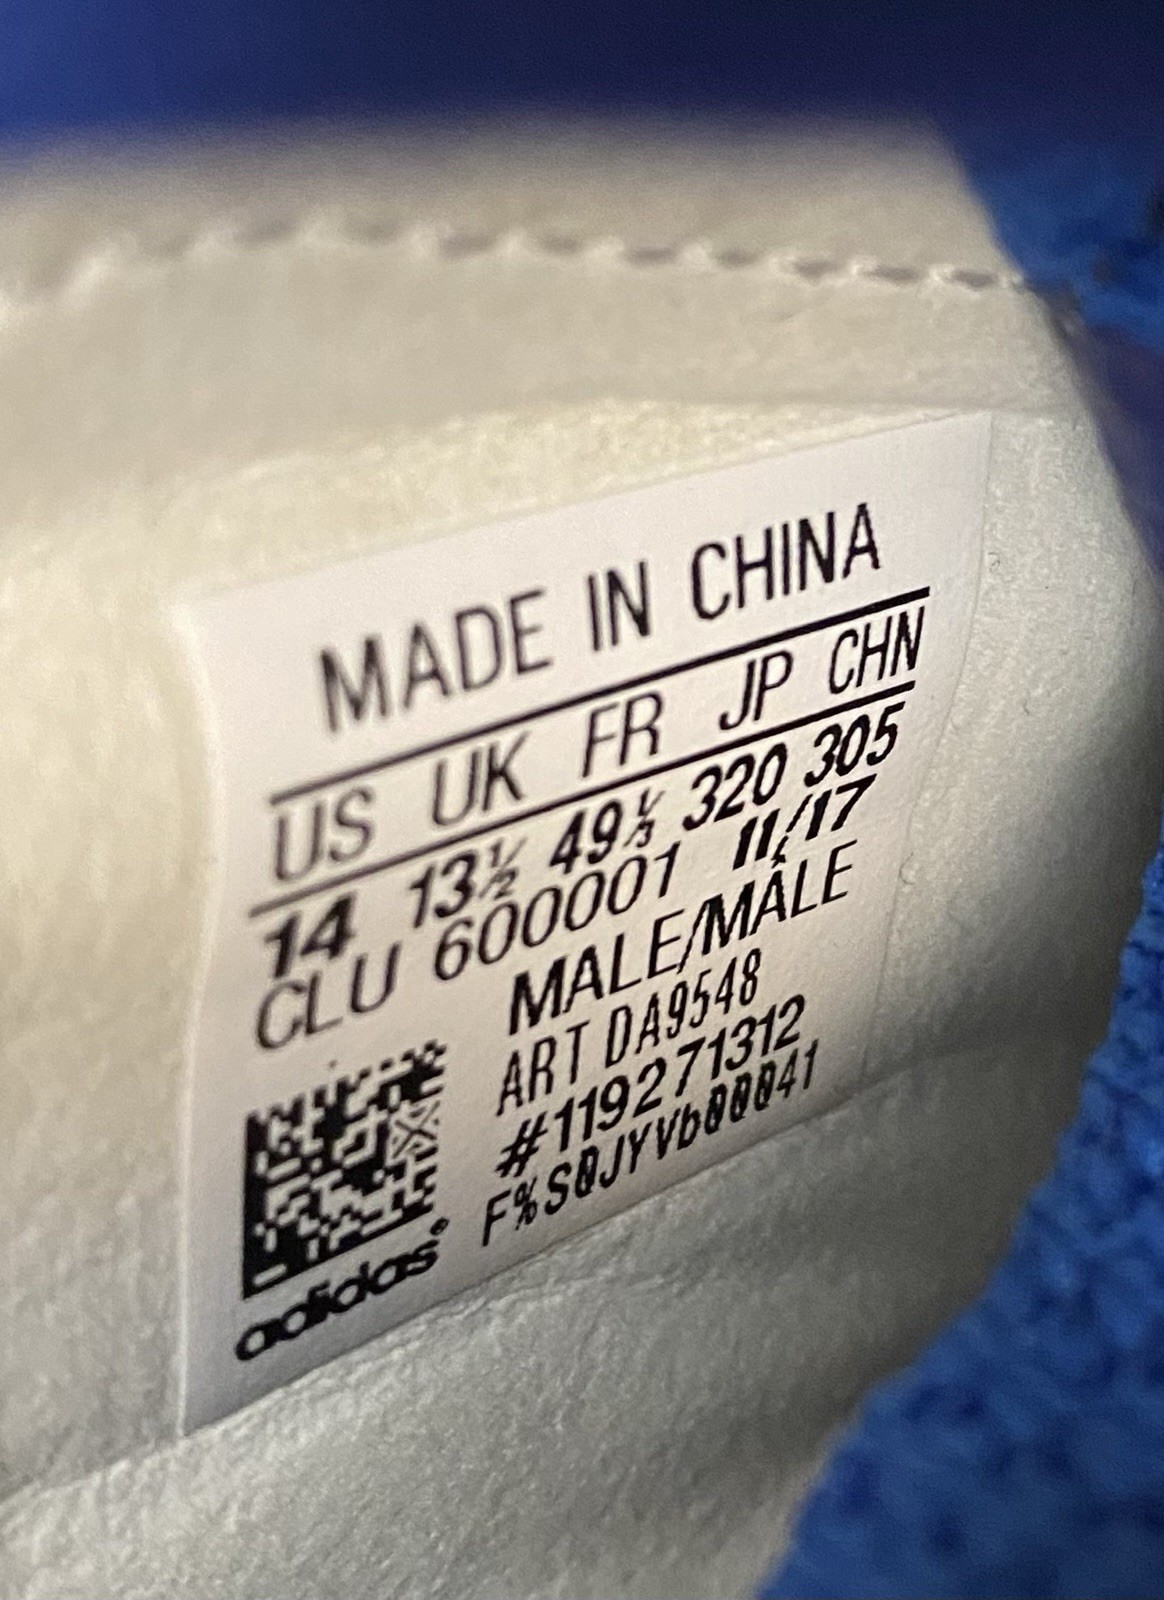 MADE IN CHINA
US UK FR JP CHN
14 13½ 49⅓ 320 305
CLU 600001 11/17
MALE/MÂLE
ART DA9548
#119271312
F%S0JYVb00041
adidas®